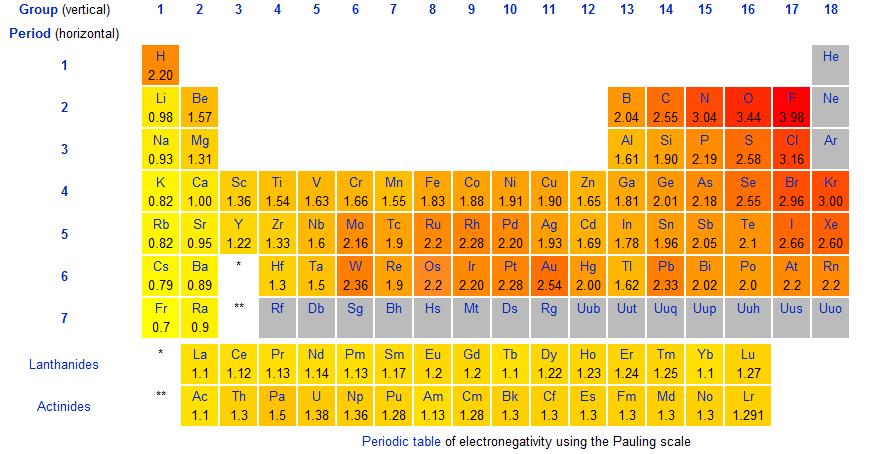 Group (vertical) 1 2 3 4 5 6 7 8 9 10 11 12 13 14 15 16 17 18
Period (horizontal)
1 H He
2.20
2 Li Be B C N O F Ne
0.98 1.57 2.04 2.55 3.04 3.44 3.98
3 Na Mg Al Si P S Cl Ar
0.93 1.31 1.61 1.90 2.19 2.58 3.16
4 K Ca Sc Ti V Cr Mn Fe Co Ni Cu Zn Ga Ge As Se Br Kr
0.82 1.00 1.36 1.54 1.63 1.66 1.55 1.83 1.88 1.91 1.90 1.65 1.81 2.01 2.18 2.55 2.96 3.00
5 Rb Sr Y Zr Nb Mo Tc Ru Rh Pd Ag Cd In Sn Sb Te I Xe
0.82 0.95 1.22 1.33 1.6 2.16 1.9 2.2 2.28 2.20 1.93 1.69 1.78 1.96 2.05 2.1 2.66 2.60
6 Cs Ba * Hf Ta W Re Os Ir Pt Au Hg Tl Pb Bi Po At Rn
0.79 0.89 1.3 1.5 2.36 1.9 2.2 2.20 2.28 2.54 2.00 1.62 2.33 2.02 2.0 2.2 2.2
7 Fr Ra ** Rf Db Sg Bh Hs Mt Ds Rg Uub Uut Uuq Uup Uuh Uus Uuo
0.7 0.9
Lanthanides * La Ce Pr Nd Pm Sm Eu Gd Tb Dy Ho Er Tm Yb Lu
1.1 1.12 1.13 1.14 1.13 1.17 1.2 1.2 1.1 1.22 1.23 1.24 1.25 1.1 1.27
Actinides ** Ac Th Pa U Np Pu Am Cm Bk Cf Es Fm Md No Lr
1.1 1.3 1.5 1.38 1.36 1.28 1.13 1.28 1.3 1.3 1.3 1.3 1.3 1.3 1.291
Periodic table of electronegativity using the Pauling scale